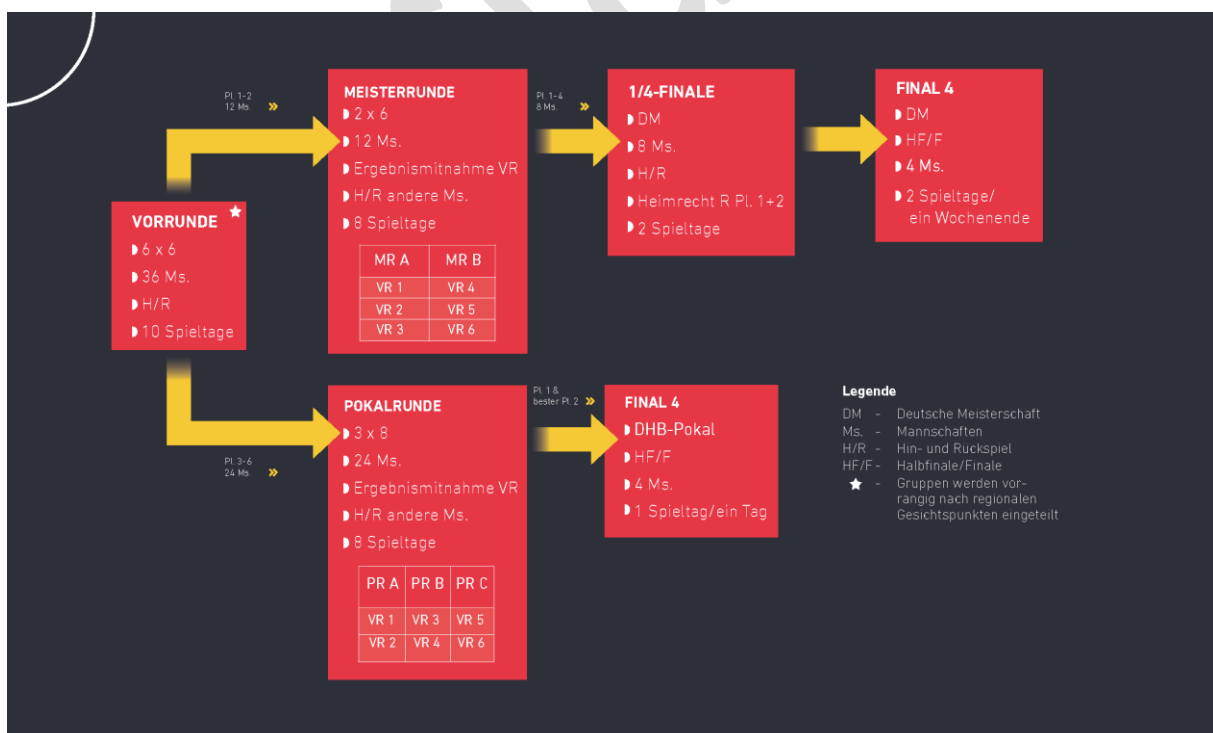 Pl. 1-2
12 Ms.
VORRUNDE
6 x 6
36 Ms.
H/R
10 Spieltage
MEISTERRUNDE
2 x 6
12 Ms.
Ergebnismitnahme VR
H/R andere Ms.
8 Spieltage
MR A MR B
VR 1 VR 4
VR 2 VR 5
VR 3 VR 6
Pl. 1-4
8 Ms.
1/4-FINALE
DM
8 Ms.
H/R
Heimrecht R Pl. 1+2
2 Spieltage
FINAL 4
DM
HF/F
4 Ms.
2 Spieltage/
ein Wochenende
Pl. 3-6
24 Ms.
POKALRUNDE
3 x 8
24 Ms.
Ergebnismitnahme VR
H/R andere Ms.
8 Spieltage
PR A PR B PR C
VR 1 VR 3 VR 5
VR 2 VR 4 VR 6
Pl. 1 &
bester Pl. 2
FINAL 4
DHB-Pokal
HF/F
4 Ms.
1 Spieltag/ein Tag
Legende
DM - Deutsche Meisterschaft
Ms. - Mannschaften
H/R - Hin- und Ruckspiel
HF/F - Halbfinale/Finale
- Gruppen werden vor-
rangig nach regionalen
Gesichtspunkten eingeteilt